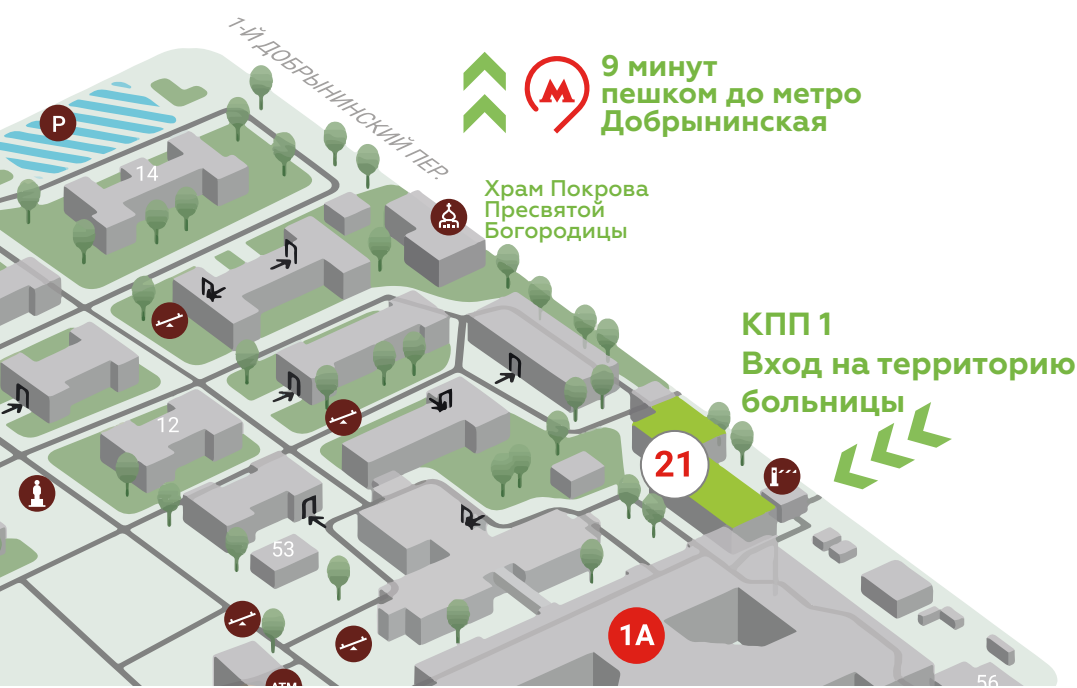 1-Й ДОБРЫНИНСКИЙ ПЕР.
9 минут
пешком до метро
Добрынинская
P
14
Храм Покрова
Пресвятой
Богородицы
КПП 1
Вход на территорию
больницы
12
21
53
1А
56
ATM